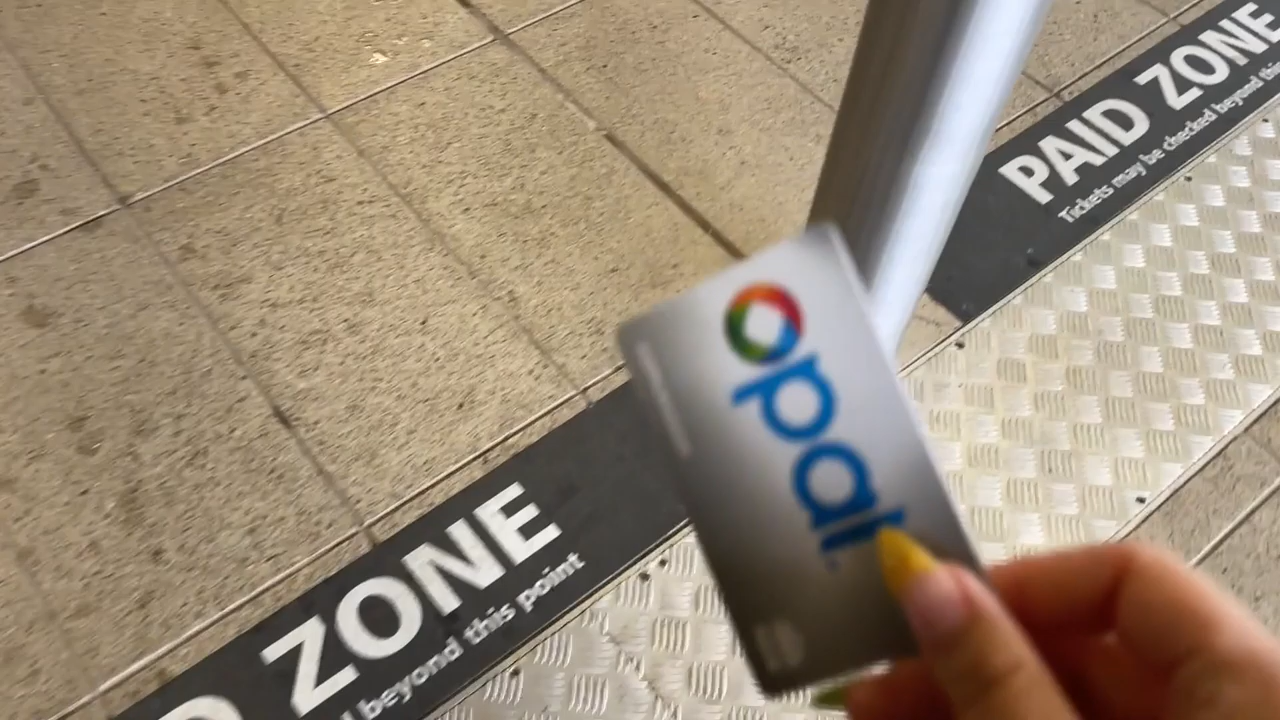 PAID ZONE
Tickets may be checked beyond this
opal
ZONE
beyond this point